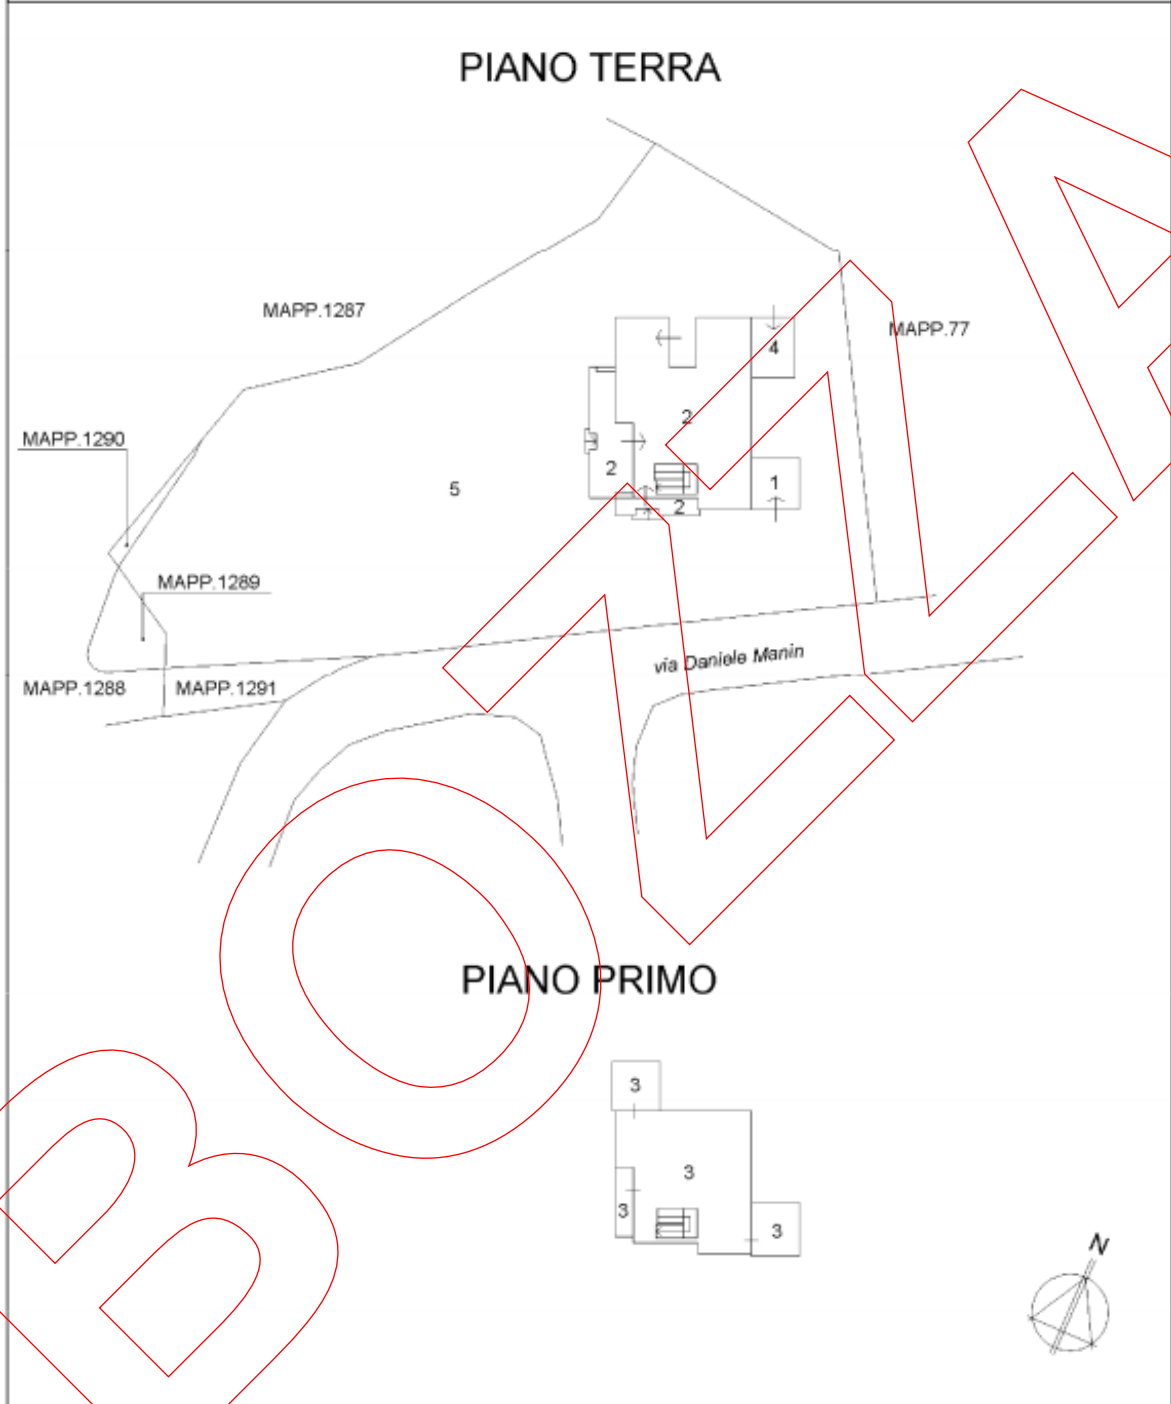 PIANO TERRA
MAPP.1287
MAPP.77
4
2
MAPP.1290
2
5
1
2
MAPP.1289
via Daniele Manin
MAPP.1288
MAPP.1291
PIANO PRIMO
3
3
3
3
N
BOZZA